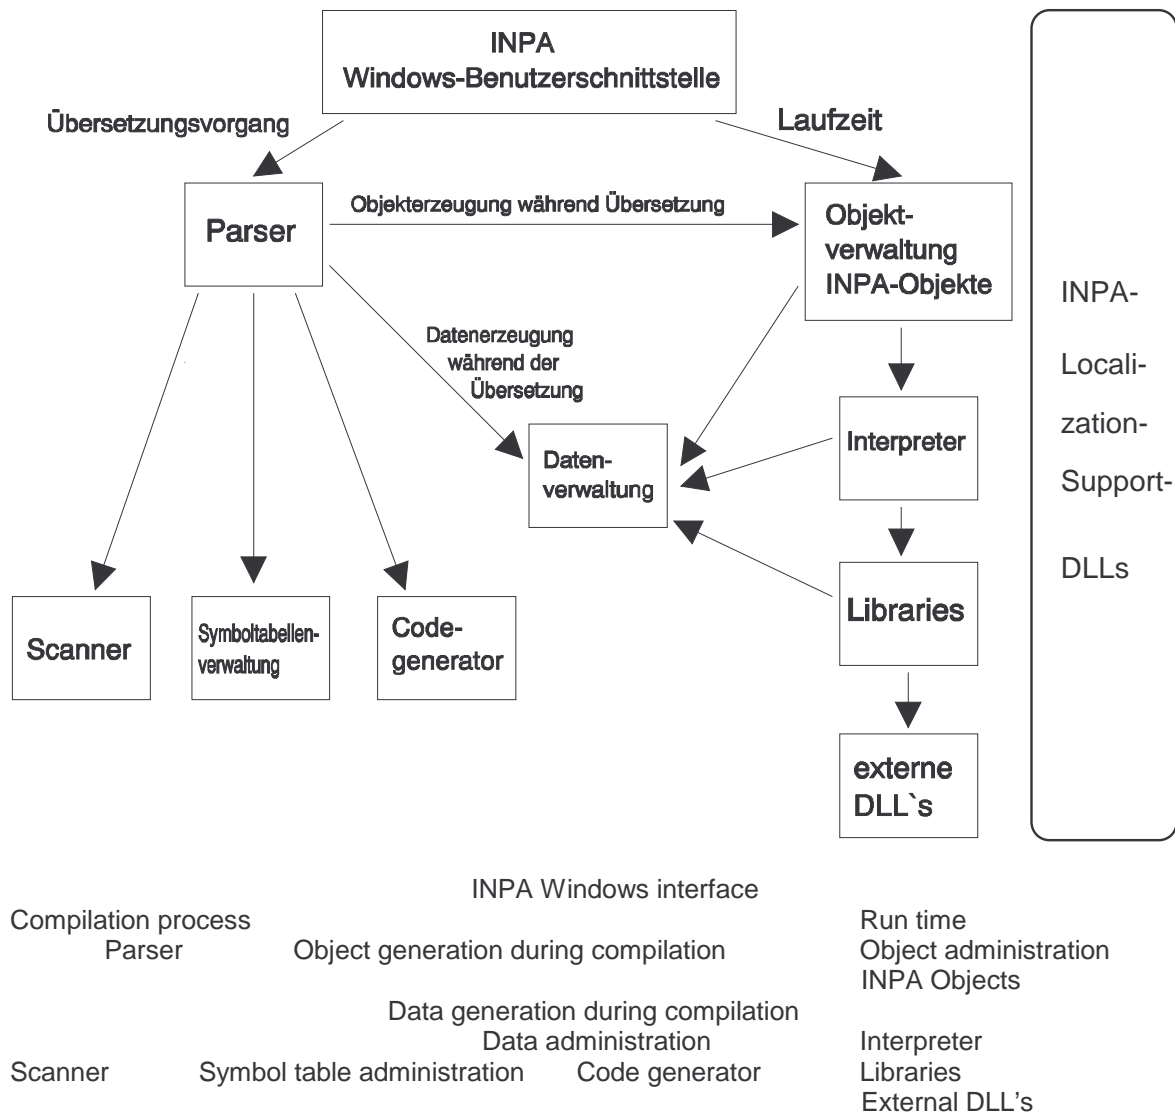 INPA
Windows-Benutzerschnittstelle
Übersetzungsvorgang
Laufzeit
Parser
Objekterzeugung während Übersetzung
Objekt-
verwaltung
INPA-Objekte
Datenerzeugung
während der
Übersetzung
Daten-
verwaltung
Interpreter
Libraries
externe
DLL`s
Scanner
Symboltabellen-
verwaltung
Code-
generator
INPA-
Locali-
zation-
Support-
DLLs
INPA Windows interface
Compilation process Run time
Parser Object generation during compilation Object administration
INPA Objects
Data generation during compilation
Data administration Interpreter
Scanner Symbol table administration Code generator Libraries
External DLL's